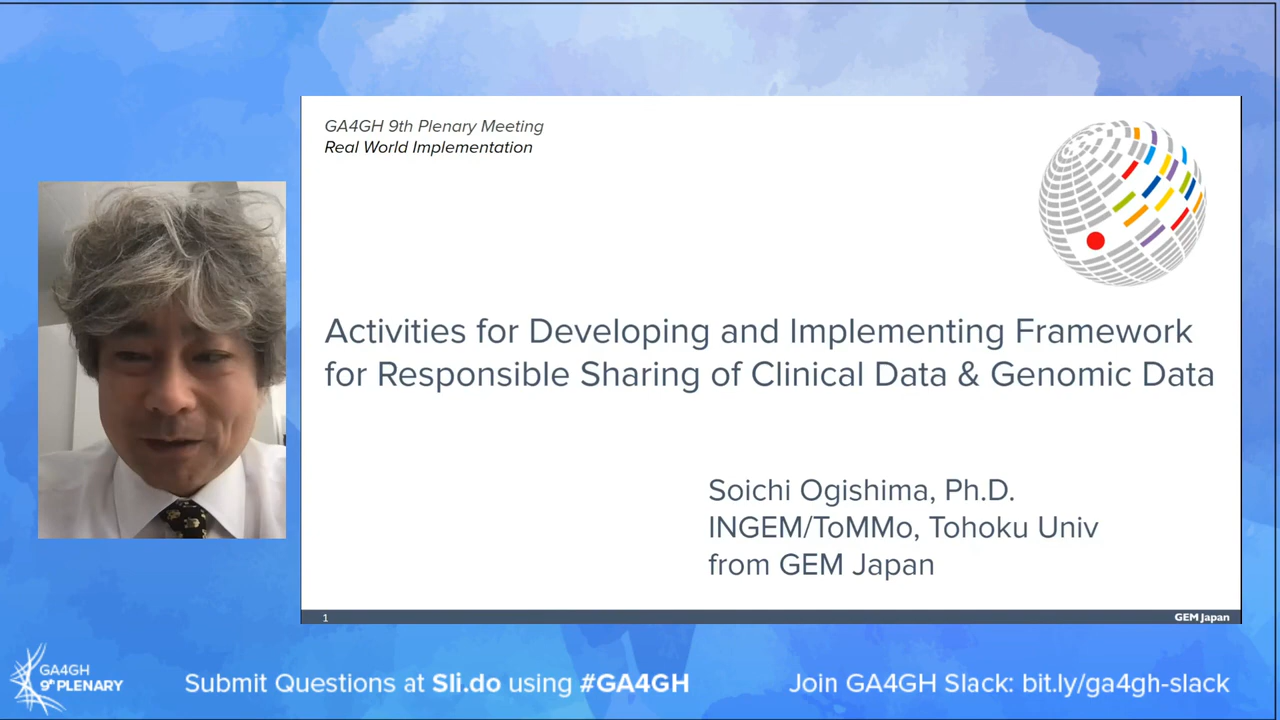 GA4GH 9th Plenary Meeting
Real World Implementation
Activities for Developing and Implementing Framework
for Responsible Sharing of Clinical Data & Genomic Data
Soichi Ogishima, Ph.D.
INGEM/ToMMo, Tohoku Univ
from GEM Japan
1
GEM Japan
GA4GH
9th PLENARY
Submit Questions at Sli.do using #GA4GH
Join GA4GH Slack: bit.ly/ga4gh-slack